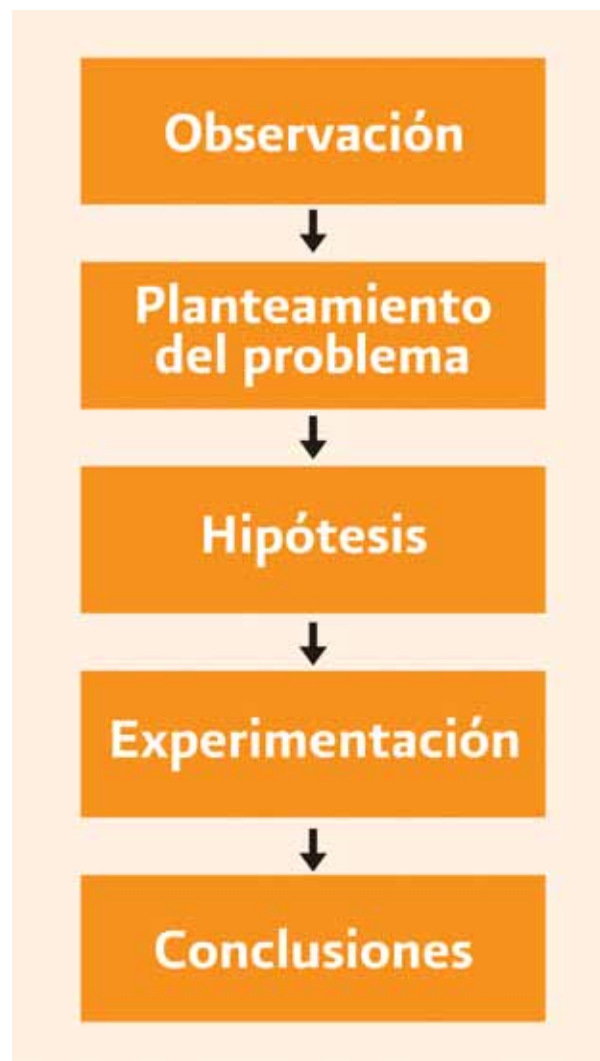 Observación
Planteamiento
del problema
Hipótesis
Experimentación
Conclusiones